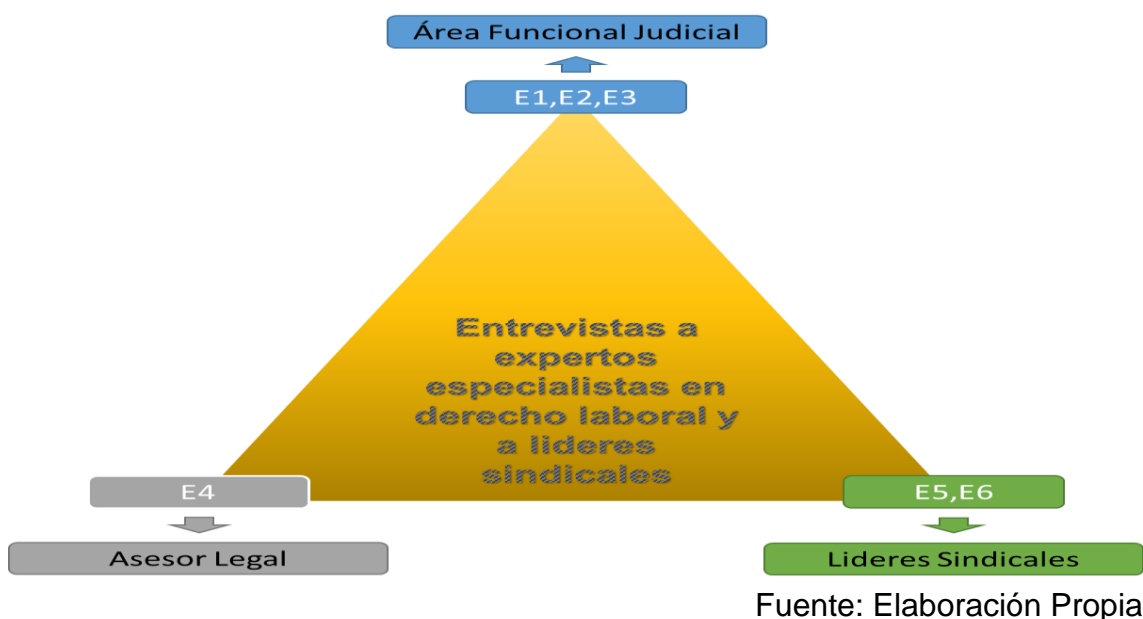 Área Funcional Judicial
E1,E2,E3
Entrevistas a
expertos
especialistas en
derecho laboral y
a lideres
sindicales
E4
E5,E6
Asesor Legal
Lideres Sindicales
Fuente: Elaboración Propia